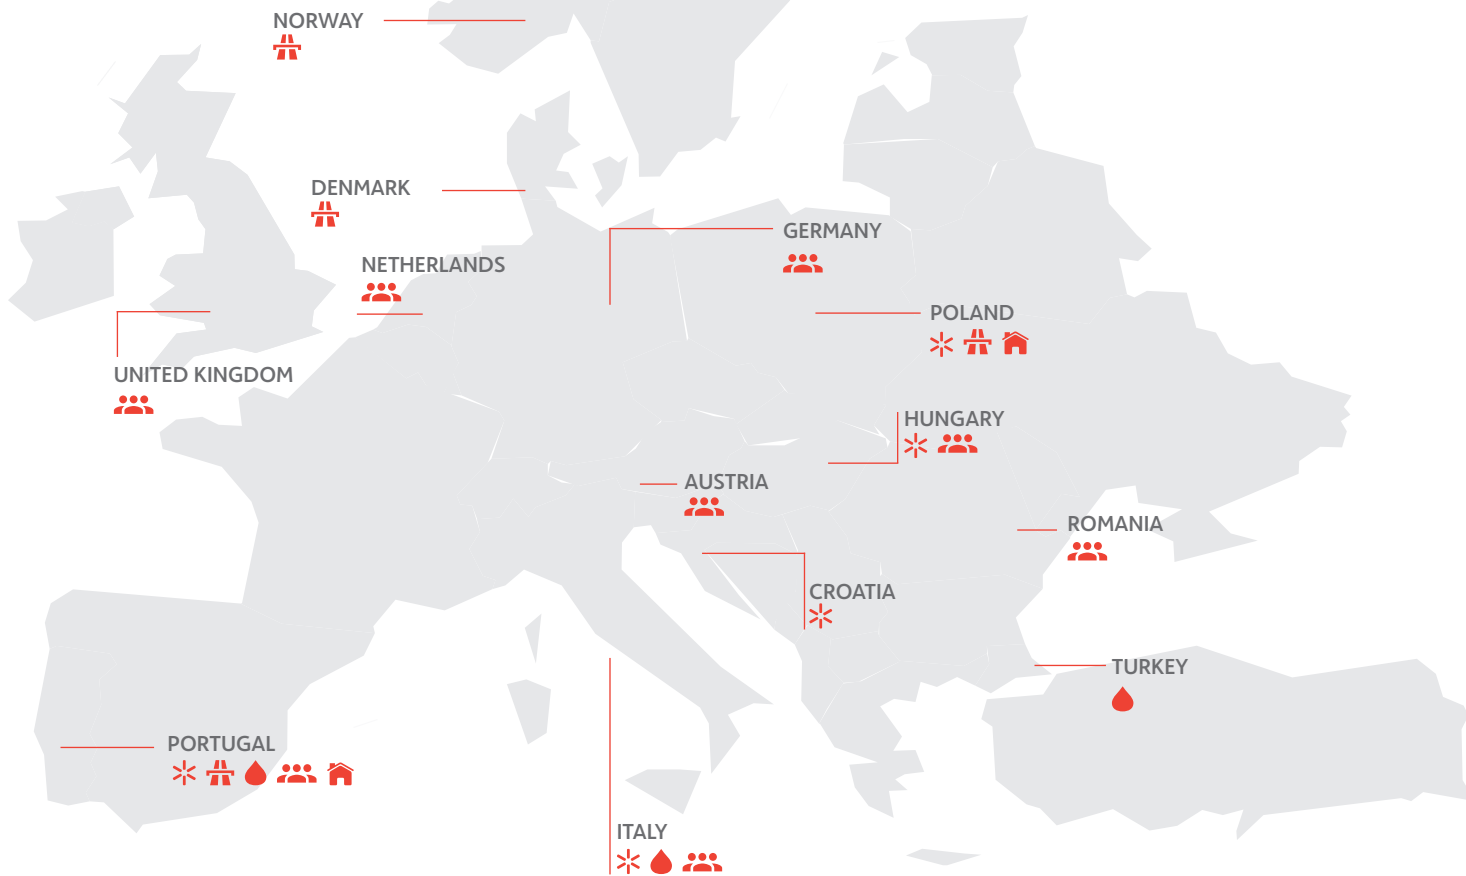 NORWAY
DENMARK
GERMANY
NETHERLANDS
POLAND
UNITED KINGDOM
HUNGARY
AUSTRIA
ROMANIA
CROATIA
TURKEY
PORTUGAL
ITALY